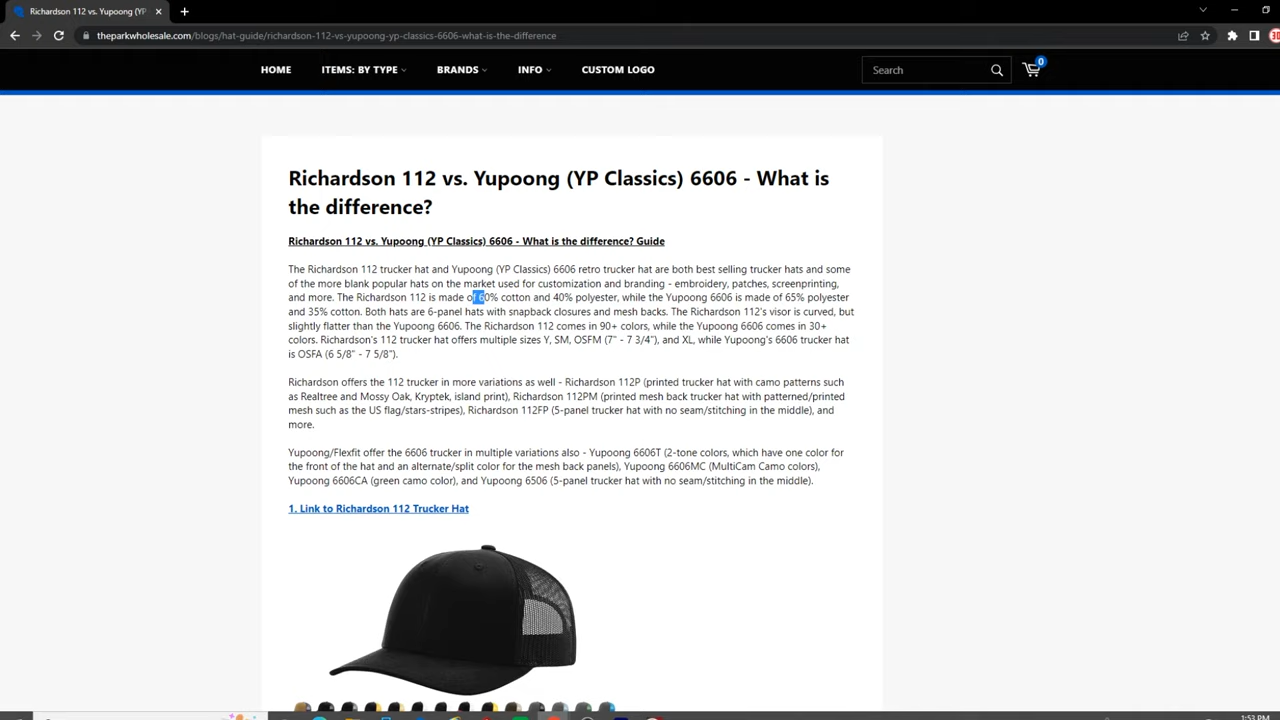 Richardson 112 vs. Yupoong (YP
theparkwholesale.com/blogs/hat-guide/richardson-112-vs-yupoong-yp-classics-6606-what-is-the-difference
HOME ITEMS: BY TYPE BRANDS INFO CUSTOM LOGO Search 0
Richardson 112 vs. Yupoong (YP Classics) 6606 - What is
the difference?
Richardson 112 vs. Yupoong (YP Classics) 6606 - What is the difference? Guide
The Richardson 112 trucker hat and Yupoong (YP Classics) 6606 retro trucker hat are both best selling trucker hats and some
of the more blank popular hats on the market used for customization and branding - embroidery, patches, screenprinting,
and more. The Richardson 112 is made of 60% cotton and 40% polyester, while the Yupoong 6606 is made of 65% polyester
and 35% cotton. Both hats are 6-panel hats with snapback closures and mesh backs. The Richardson 112's visor is curved, but
slightly flatter than the Yupoong 6606. The Richardson 112 comes in 90+ colors, while the Yupoong 6606 comes in 30+
colors. Richardson's 112 trucker hat offers multiple sizes Y, SM, OSFM (7" - 7 3/4"), and XL, while Yupoong's 6606 trucker hat
is OSFA (6 5/8" - 7 5/8").
Richardson offers the 112 trucker in more variations as well - Richardson 112P (printed trucker hat with camo patterns such
as Realtree and Mossy Oak, Kryptek, island print), Richardson 112PM (printed mesh back trucker hat with patterned/printed
mesh such as the US flag/stars-stripes), Richardson 112FP (5-panel trucker hat with no seam/stitching in the middle), and
more.
Yupoong/Flexfit offer the 6606 trucker in multiple variations also - Yupoong 6606T (2-tone colors, which have one color for
the front of the hat and an alternate/split color for the mesh back panels), Yupoong 6606MC (MultiCam Camo colors),
Yupoong 6606CA (green camo color), and Yupoong 6506 (5-panel trucker hat with no seam/stitching in the middle).
1. Link to Richardson 112 Trucker Hat
1:53 PM